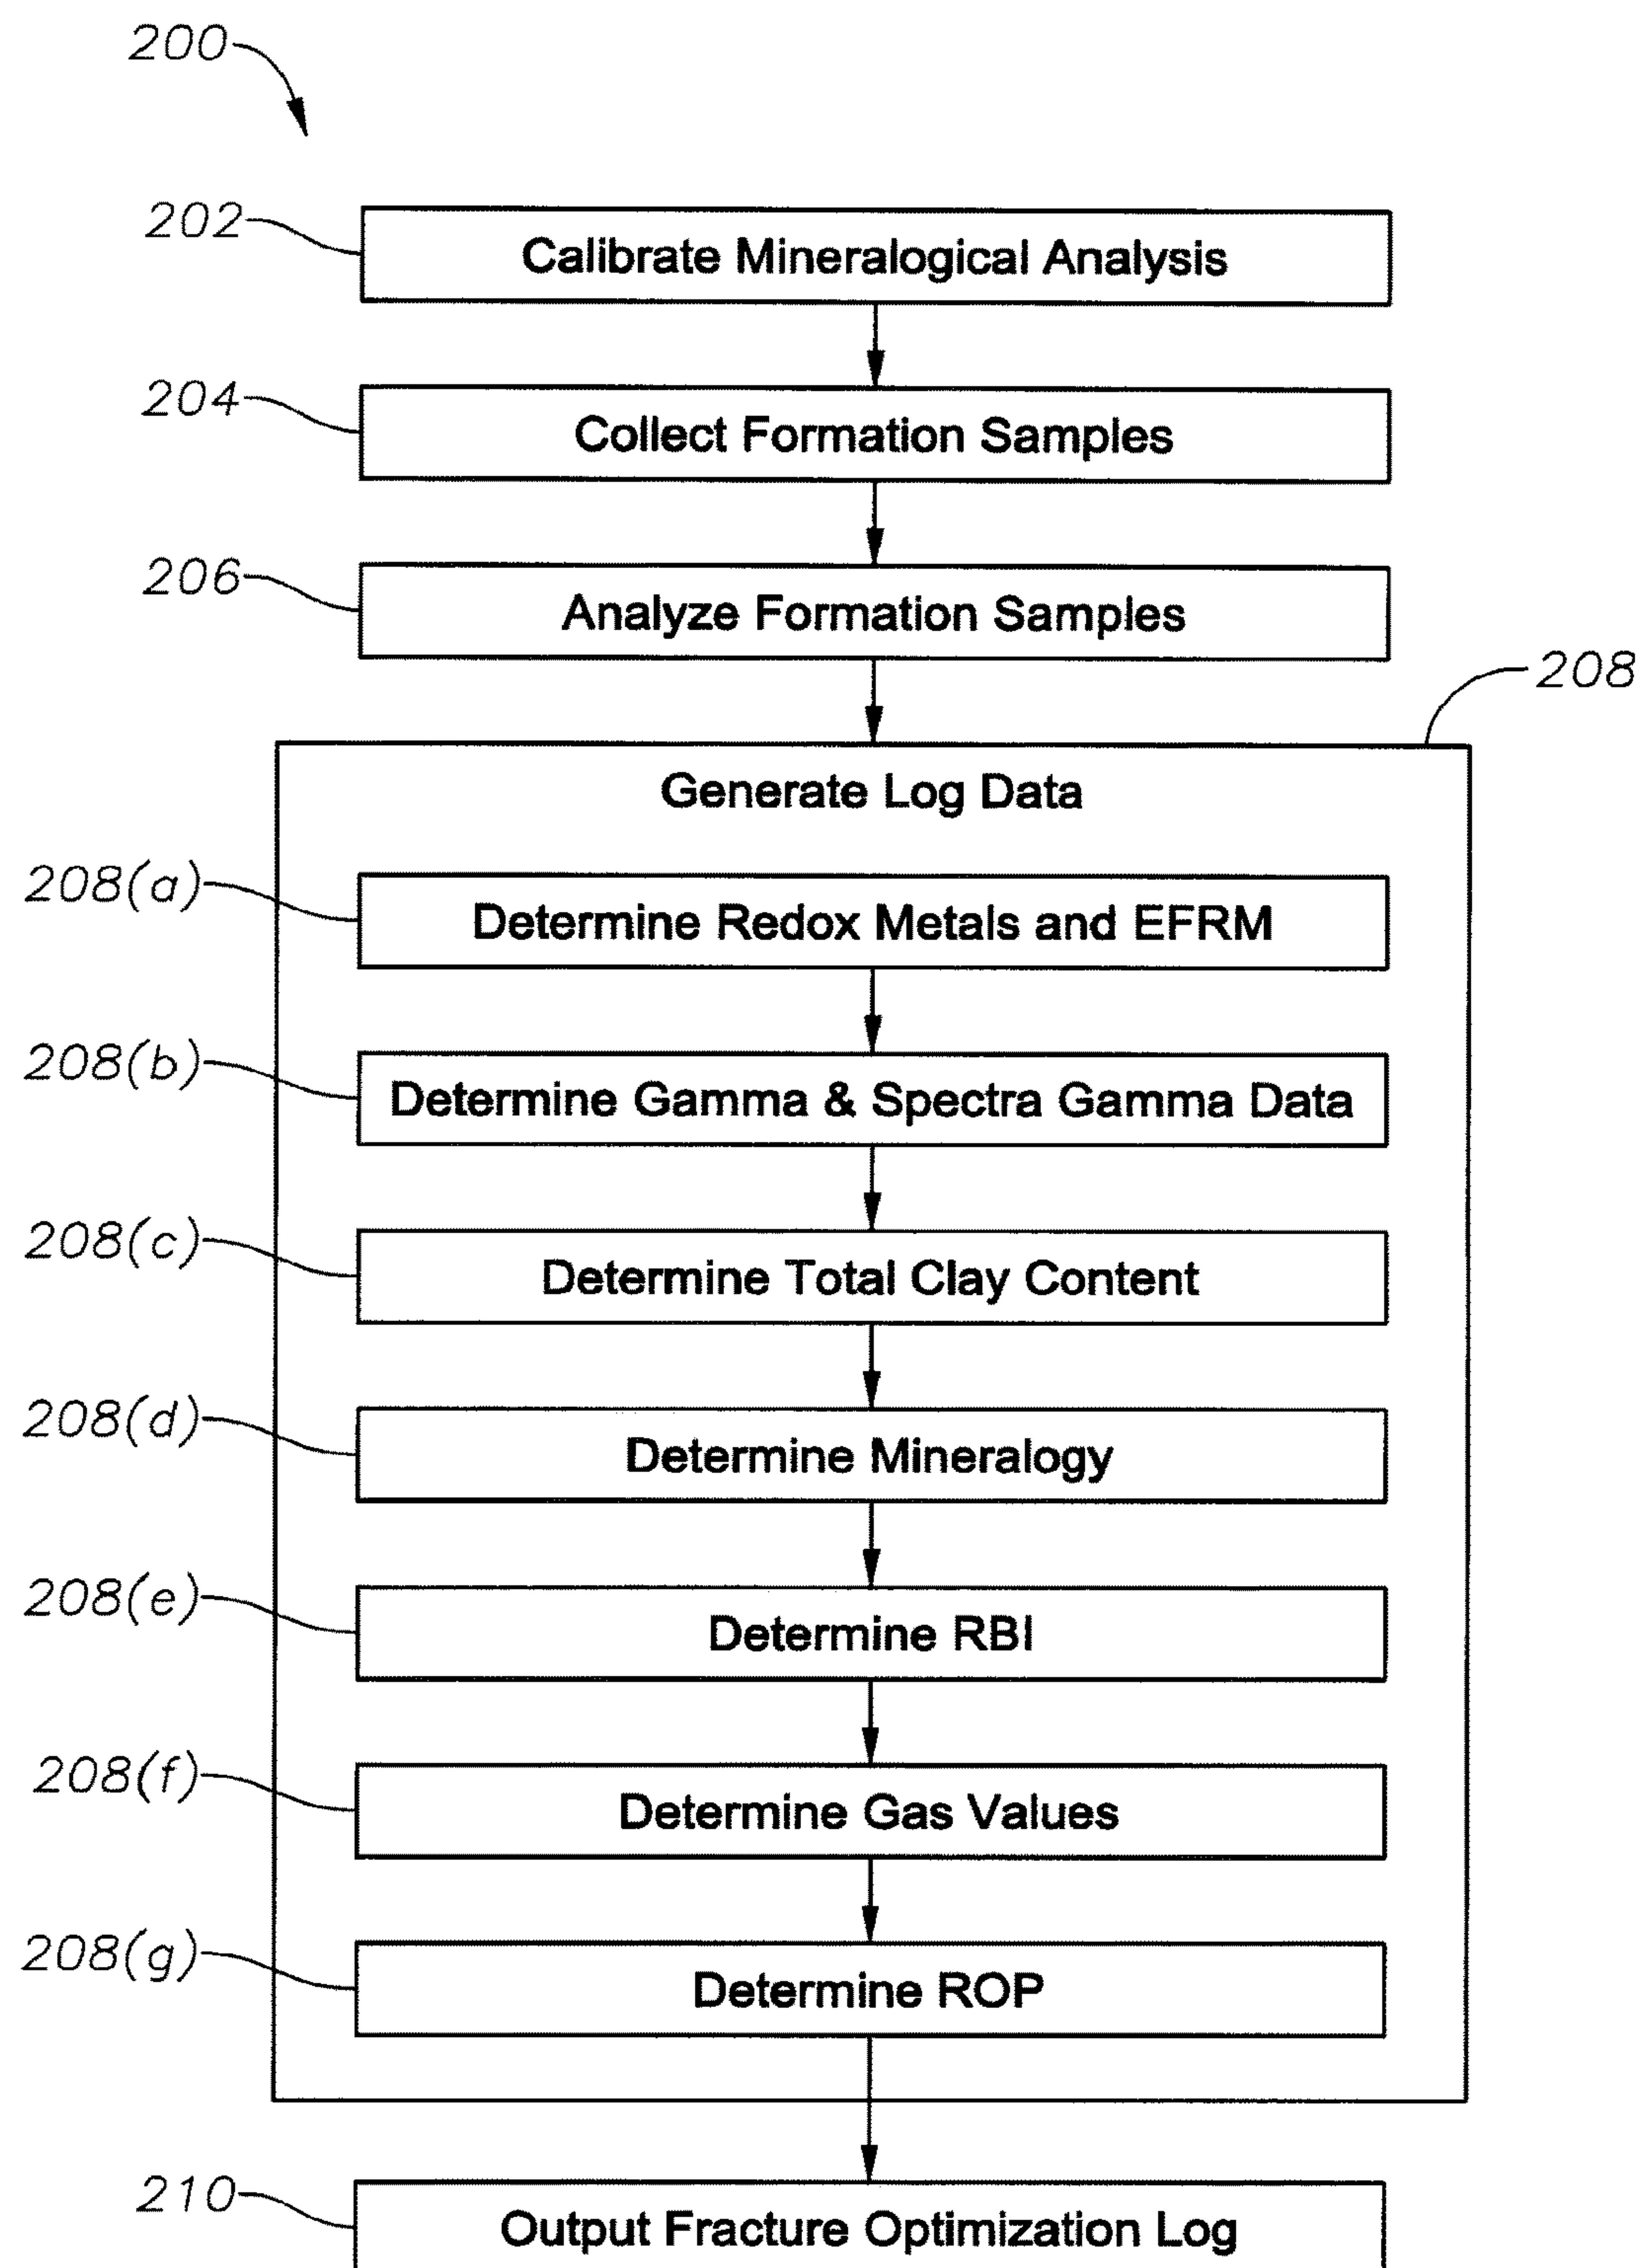 200
202
Calibrate Mineralogical Analysis
204
Collect Formation Samples
206
Analyze Formation Samples
208
Generate Log Data
208(a)
Determine Redox Metals and EFRM
208(b)
Determine Gamma & Spectra Gamma Data
208(c)
Determine Total Clay Content
208(d)
Determine Mineralogy
208(e)
Determine RBI
208(f)
Determine Gas Values
208(g)
Determine ROP
210
Output Fracture Optimization Log